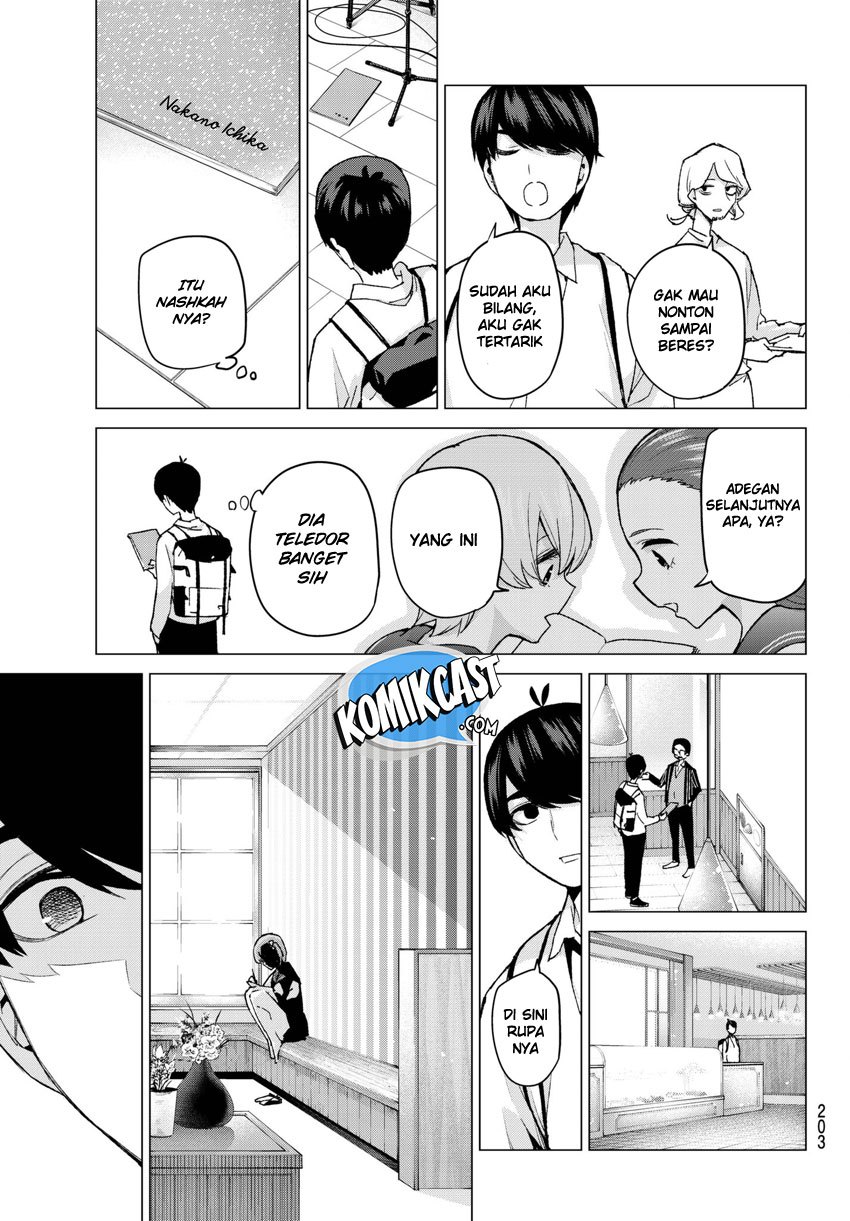 GAK MAU
NONTON
SAMPAI
BERES?
SUDAH AKU
BILANG,
AKU GAK
TERTARIK
Nakano Ichika
ITU
NASHKAH
NYA?
ADEGAN
SELANJUTNYA
APA, YA?
YANG INI
DIA
TELEDOR
BANGET
SIH
KOMIKCAST
.COM
DI SINI
RUPA
NYA
203